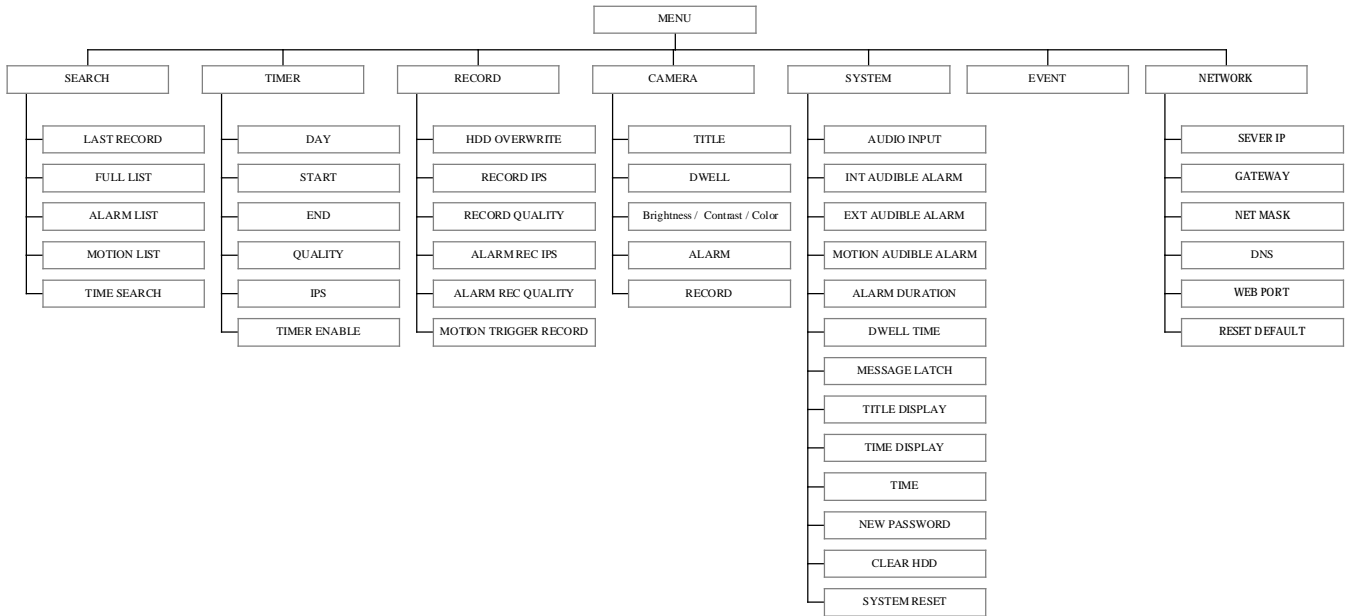 MENU
SEARCH
TIMER
RECORD
CAMERA
SYSTEM
EVENT
NETWORK
LAST RECORD
FULL LIST
ALARM LIST
MOTION LIST
TIME SEARCH
DAY
START
END
QUALITY
IPS
TIMER ENABLE
HDD OVERWRITE
RECORD IPS
RECORD QUALITY
ALARM REC IPS
ALARM REC QUALITY
MOTION TRIGGER RECORD
TITLE
DWELL
Brightness / Contrast / Color
ALARM
RECORD
AUDIO INPUT
INT AUDIBLE ALARM
EXT AUDIBLE ALARM
MOTION AUDIBLE ALARM
ALARM DURATION
DWELL TIME
MESSAGE LATCH
TITLE DISPLAY
TIME DISPLAY
TIME
NEW PASSWORD
CLEAR HDD
SYSTEM RESET
SEVER IP
GATEWAY
NET MASK
DNS
WEB PORT
RESET DEFAULT